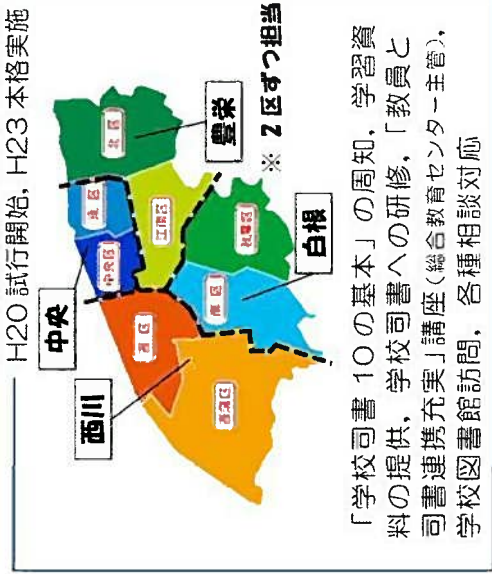 H20 試行開始，H23 本格実施
中央
豊栄
西川
白根
北区
東区
中央区
江南区
秋葉区
南区
西区
西蒲区
※ 2区ずつ担当
「学校司書 10の基本」の周知，学習資
料の提供，学校司書への研修，「教員と
司書連携充実」講座(総合教育センター主管)，
学校図書館訪問，各種相談対応